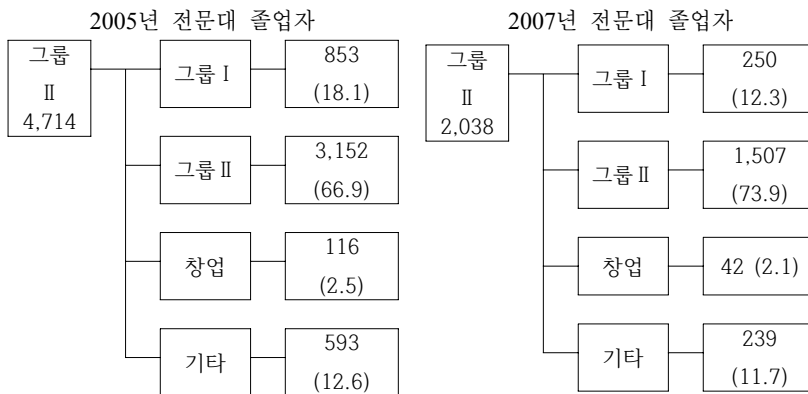 2005년 전문대 졸업자
그룹
Ⅱ
4,714
그룹Ⅰ
853
(18.1)
그룹Ⅱ
3,152
(66.9)
창업
116
(2.5)
기타
593
(12.6)
2007년 전문대 졸업자
그룹
Ⅱ
2,038
그룹Ⅰ
250
(12.3)
그룹Ⅱ
1,507
(73.9)
창업
42 (2.1)
기타
239
(11.7)